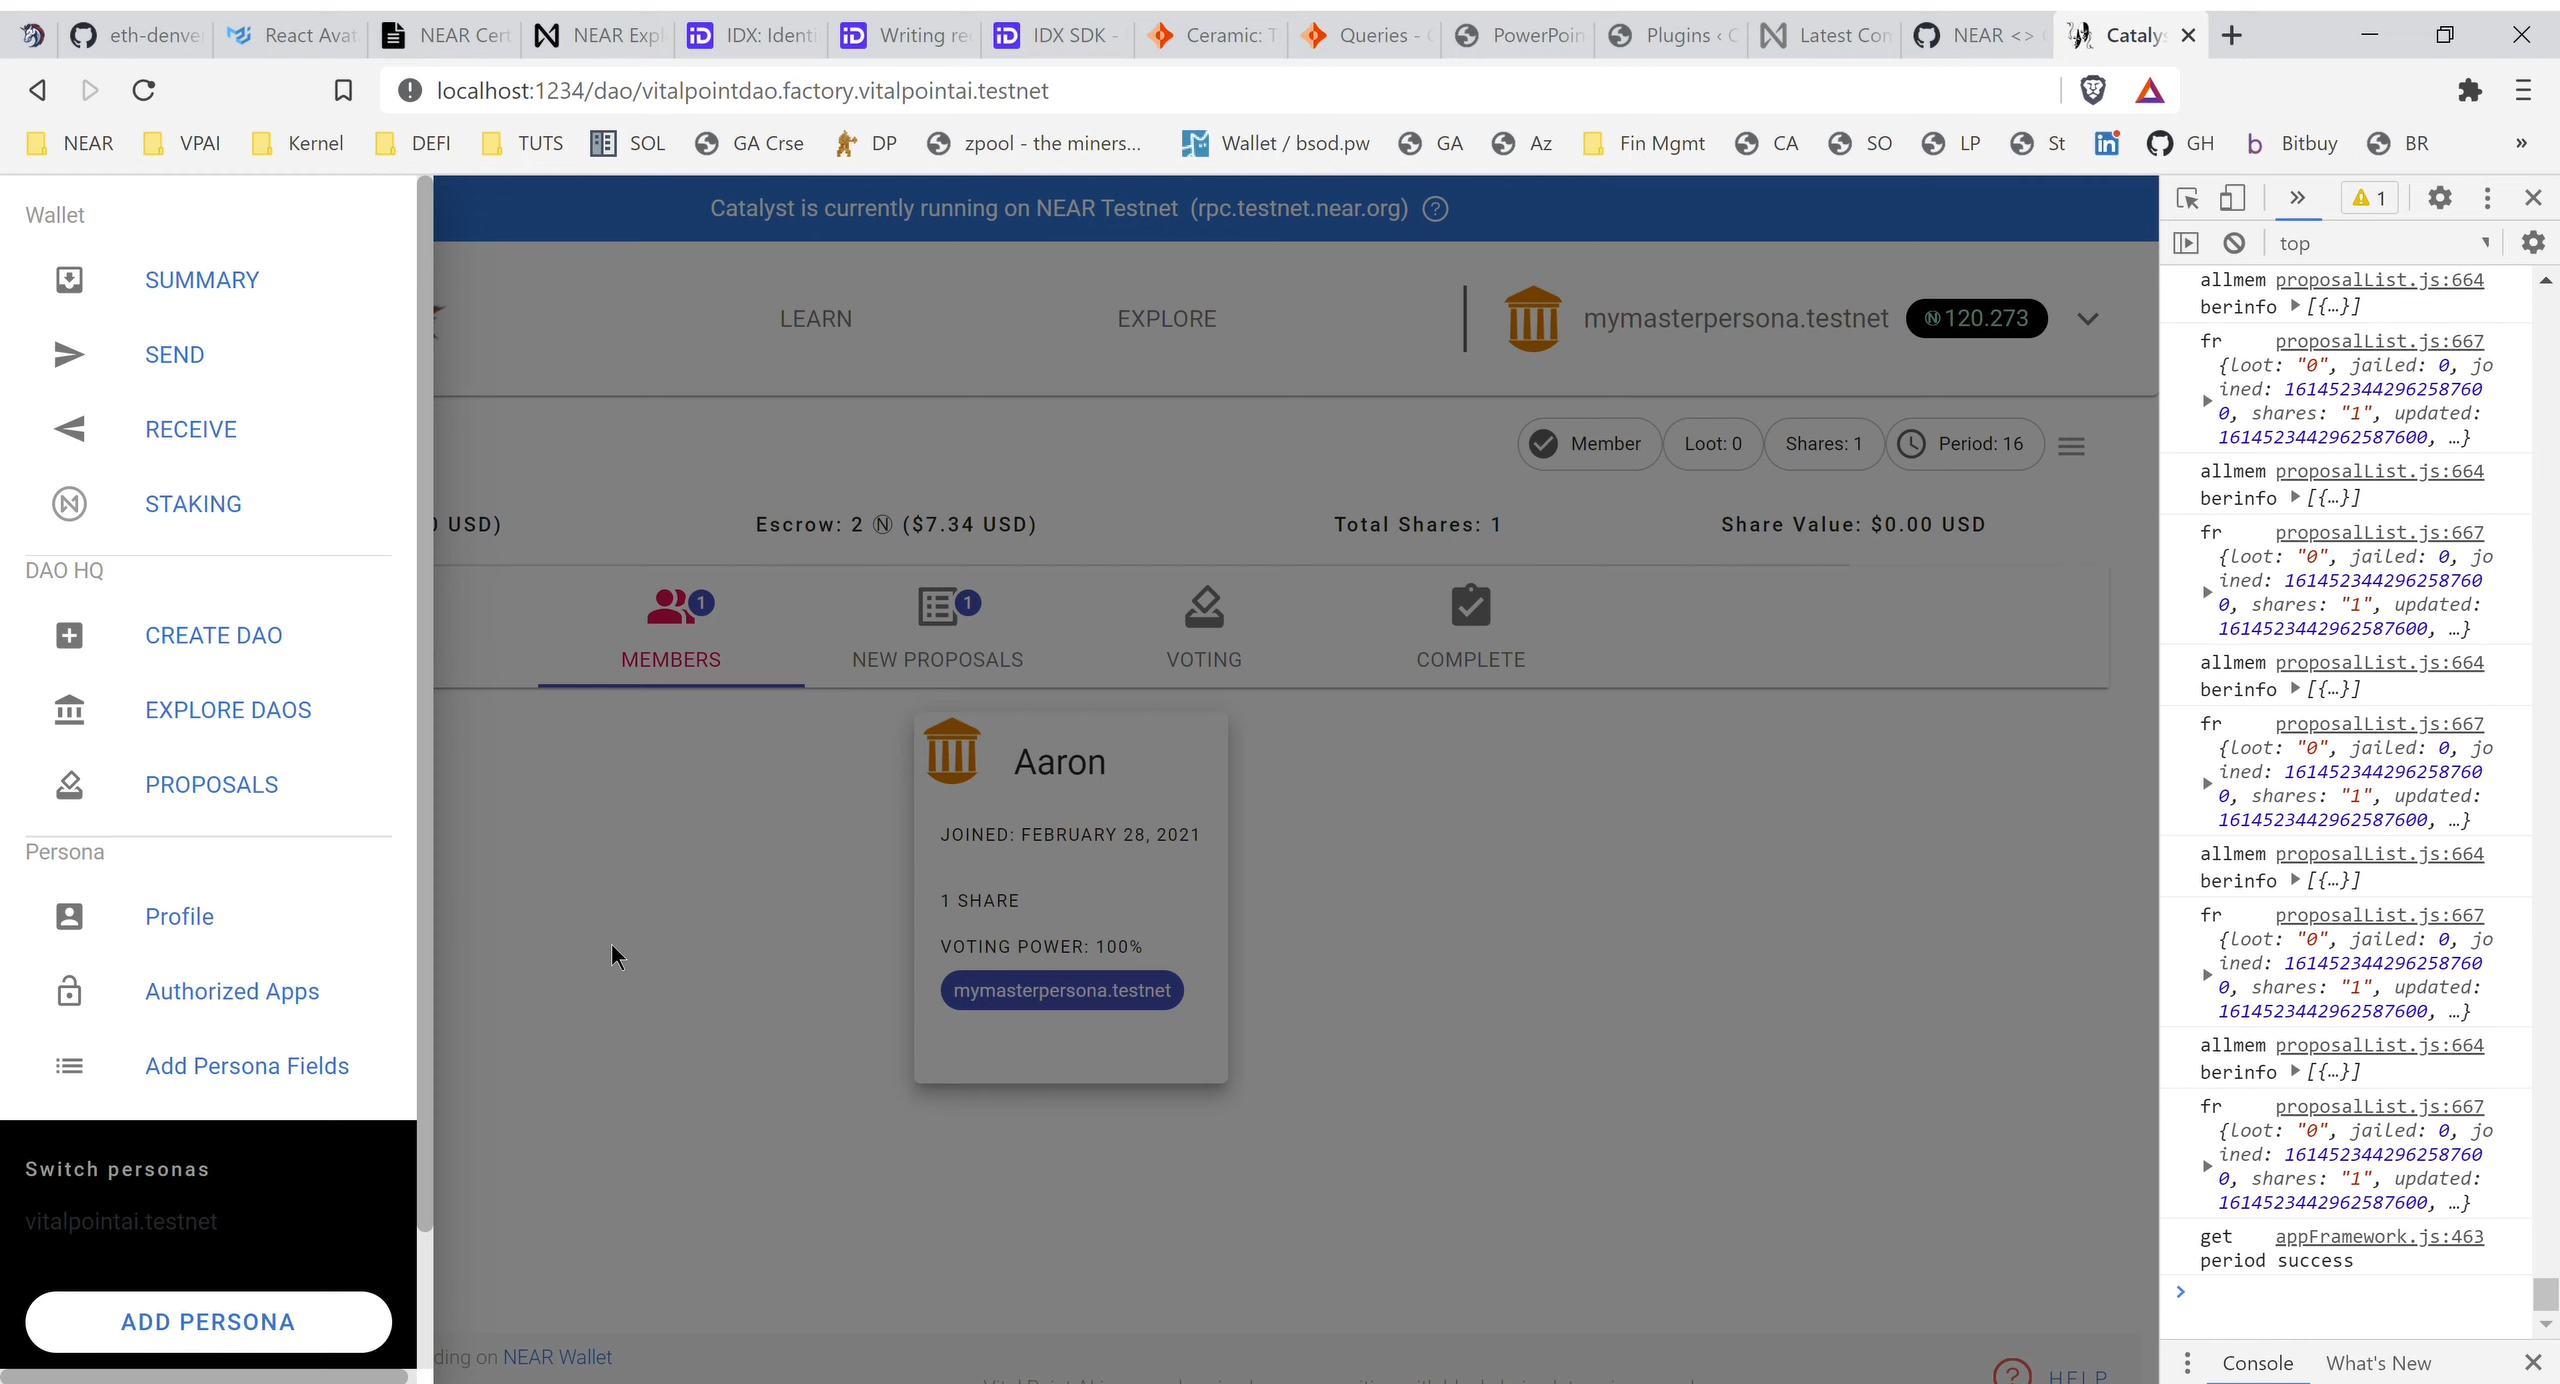 eth-denve
React Avat
NEAR Cert
NEAR Expl
IDX: Identi
Writing re
IDX SDK -
Ceramic: T
Queries -
PowerPoin
Plugins ‹ C
Latest Con
NEAR <>
Cataly
localhost:1234/dao/vitalpointdao.factory.vitalpointai.testnet
NEAR VPAI Kernel DEFI TUTS SOL GA Crse DP zpool - the miners... Wallet / bsod.pw GA Az Fin Mgmt CA SO LP St GH Bitbuy BR »
Wallet
SUMMARY
SEND
RECEIVE
STAKING
DAO HQ
CREATE DAO
EXPLORE DAOS
PROPOSALS
Persona
Profile
Authorized Apps
Add Persona Fields
Switch personas
vitalpointai.testnet
ADD PERSONA
Catalyst is currently running on NEAR Testnet (rpc.testnet.near.org) ?
LEARN
EXPLORE
mymasterpersona.testnet
Ⓝ 120.273
Member
Loot: 0
Shares: 1
Period: 16
USD)
Escrow: 2 Ⓝ ($7.34 USD)
Total Shares: 1
Share Value: $0.00 USD
1
MEMBERS
1
NEW PROPOSALS
VOTING
COMPLETE
Aaron
JOINED: FEBRUARY 28, 2021
1 SHARE
VOTING POWER: 100%
mymasterpersona.testnet
ding on NEAR Wallet
? HELP
» 1
top
allmem proposalList.js:664
berinfo ▶[{…}]
fr proposalList.js:667
{loot: "0", jailed: 0, jo
ined: 161452344296258760
0, shares: "1", updated:
1614523442962587600, …}
allmem proposalList.js:664
berinfo ▶[{…}]
fr proposalList.js:667
{loot: "0", jailed: 0, jo
ined: 161452344296258760
0, shares: "1", updated:
1614523442962587600, …}
allmem proposalList.js:664
berinfo ▶[{…}]
fr proposalList.js:667
{loot: "0", jailed: 0, jo
ined: 161452344296258760
0, shares: "1", updated:
1614523442962587600, …}
allmem proposalList.js:664
berinfo ▶[{…}]
fr proposalList.js:667
{loot: "0", jailed: 0, jo
ined: 161452344296258760
0, shares: "1", updated:
1614523442962587600, …}
allmem proposalList.js:664
berinfo ▶[{…}]
fr proposalList.js:667
{loot: "0", jailed: 0, jo
ined: 161452344296258760
0, shares: "1", updated:
1614523442962587600, …}
get appFramework.js:463
period success
Console What's New